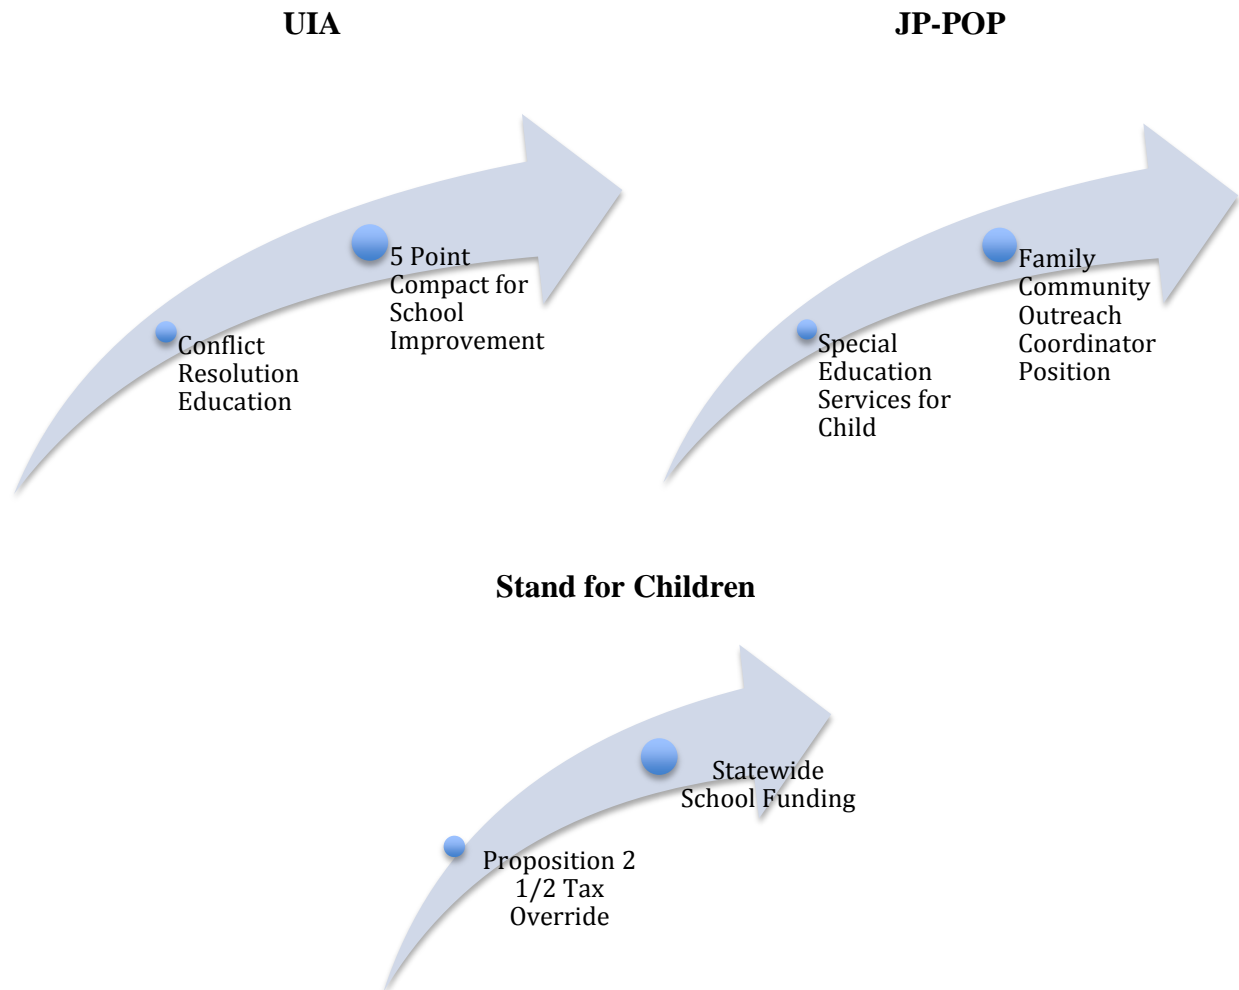 UIA
5 Point
Compact for
School
Improvement
Conflict
Resolution
Education
JP-POP
Family
Community
Outreach
Coordinator
Position
Special
Education
Services for
Child
Stand for Children
Statewide
School Funding
Proposition 2
1/2 Tax
Override